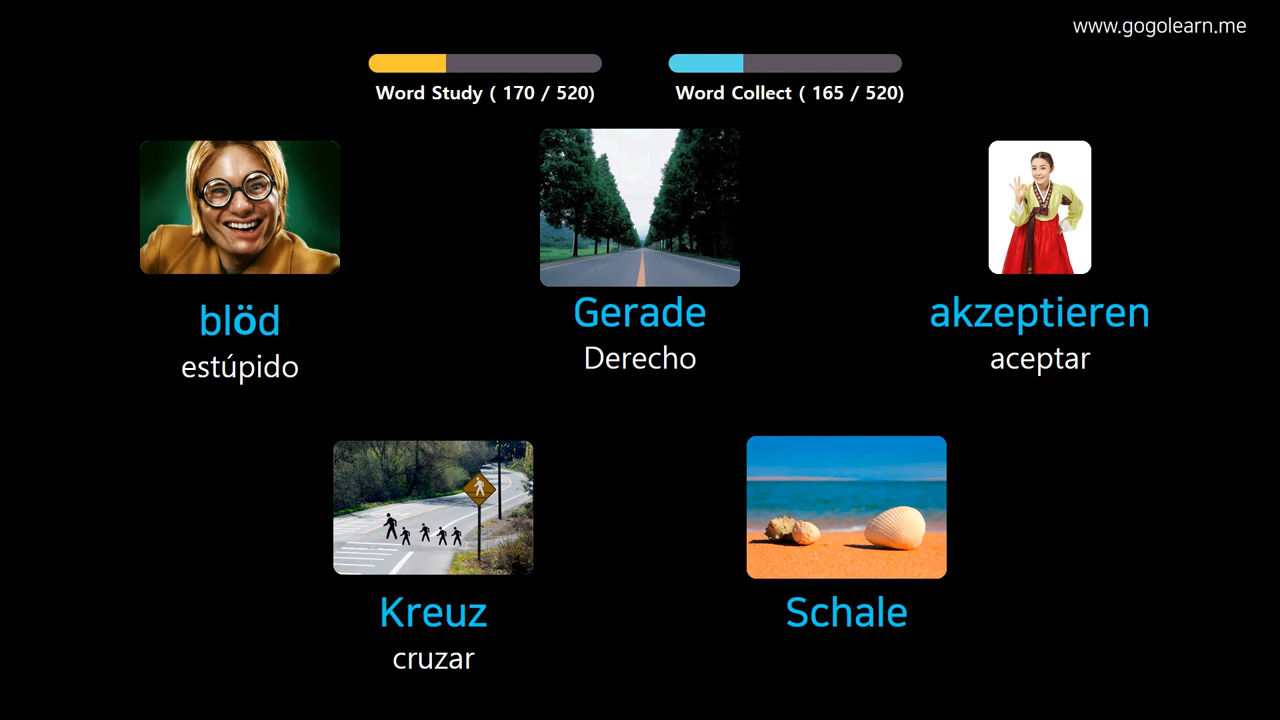 www.gogolearn.me
Word Study ( 170 / 520)
Word Collect ( 165 / 520)
blöd
estúpido
Gerade
Derecho
akzeptieren
aceptar
Kreuz
cruzar
Schale